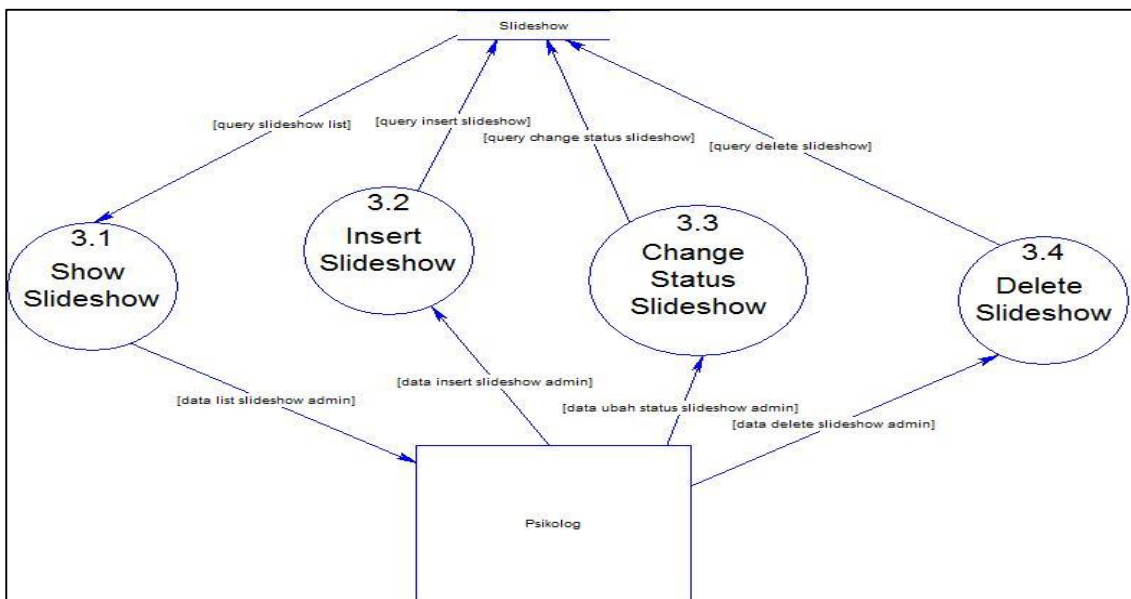 Slideshow
[query slideshow list]
[query insert slideshow]
[query change status slideshow]
[query delete slideshow]
3.1
Show
Slideshow
3.2
Insert
Slideshow
3.3
Change
Status
Slideshow
3.4
Delete
Slideshow
[data list slideshow admin]
[data insert slideshow admin]
[data ubah status slideshow admin]
[data delete slideshow admin]
Psikolog